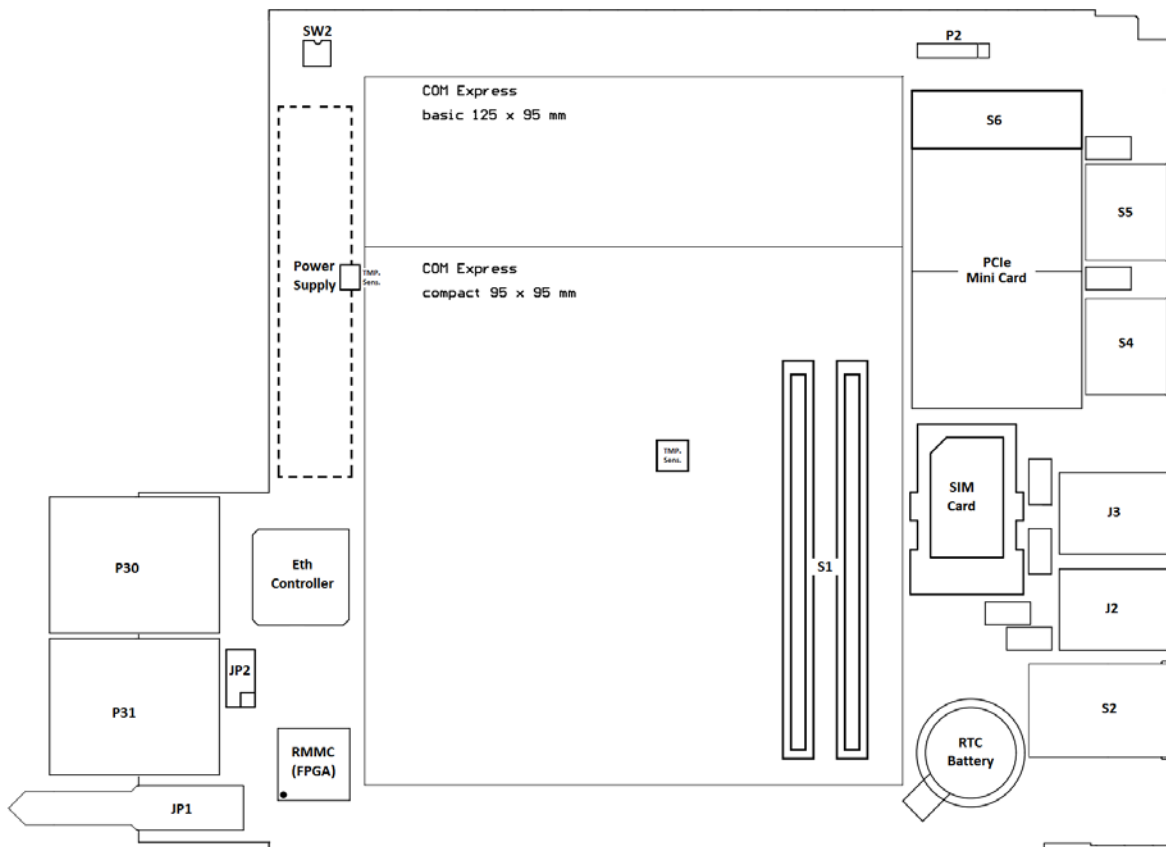 SW2
P2
COM Express
basic 125 x 95 mm
S6
S5
Power
Supply
TMP.
Sens.
COM Express
compact 95 x 95 mm
PCIe
Mini Card
S4
TMP.
Sens.
SIM
Card
J3
P30
Eth
Controller
S1
J2
JP2
P31
S2
RMMC
(FPGA)
RTC
Battery
JP1